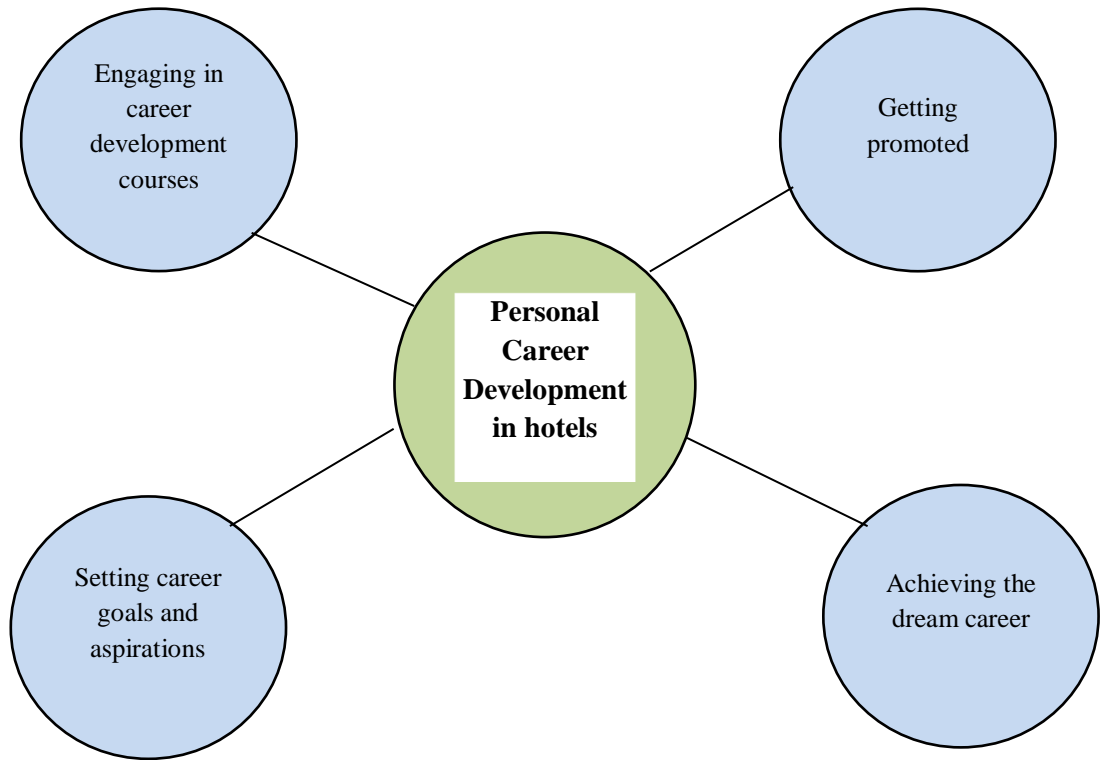 Engaging in
career
development
courses
Getting
promoted
Personal
Career
Development
in hotels
Setting career
goals and
aspirations
Achieving the
dream career